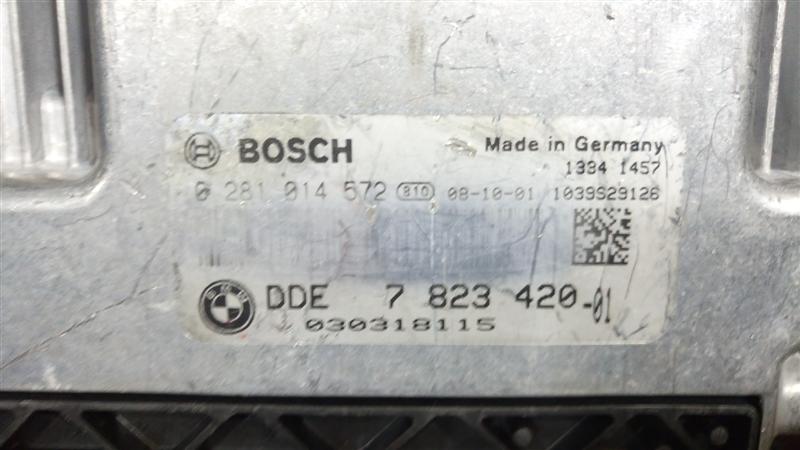 BOSCH Made in Germany
1334 1457
0 281 014 572 810 08-10-01 1039S29126
BMW DDE 7 823 420-01
030318115